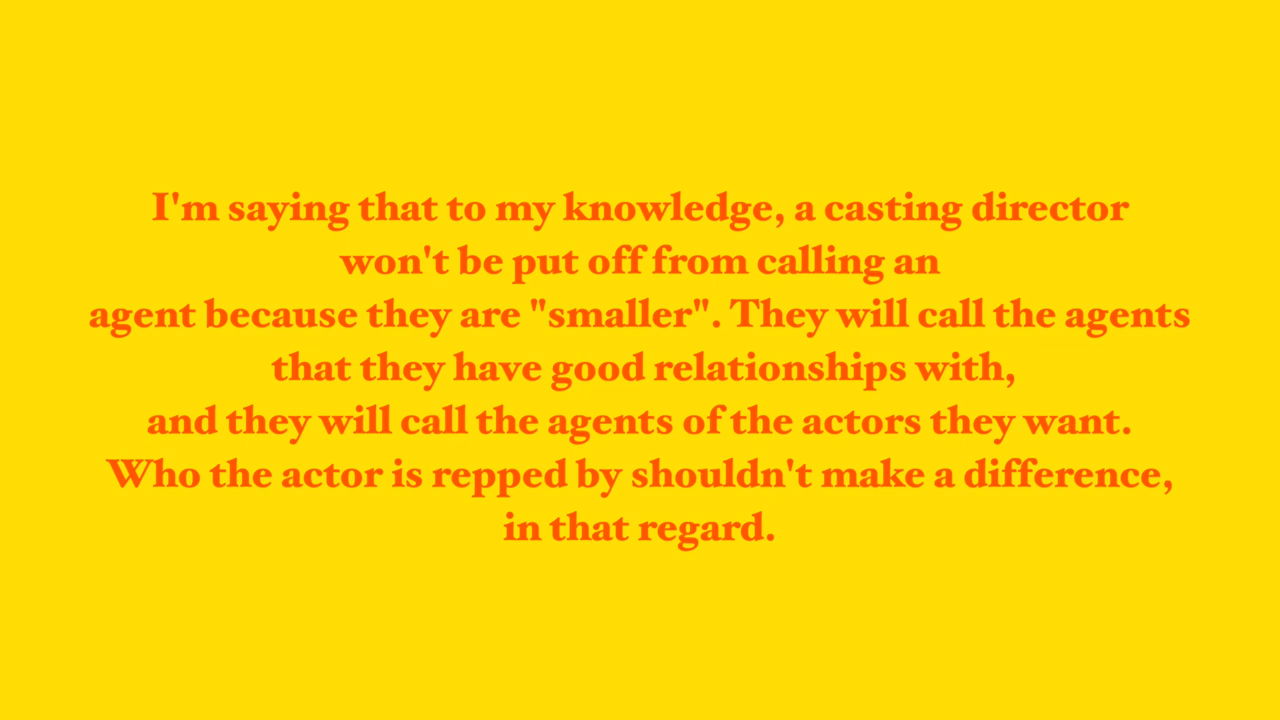 I'm saying that to my knowledge, a casting director
won't be put off from calling an
agent because they are "smaller". They will call the agents
that they have good relationships with,
and they will call the agents of the actors they want.
Who the actor is repped by shouldn't make a difference,
in that regard.